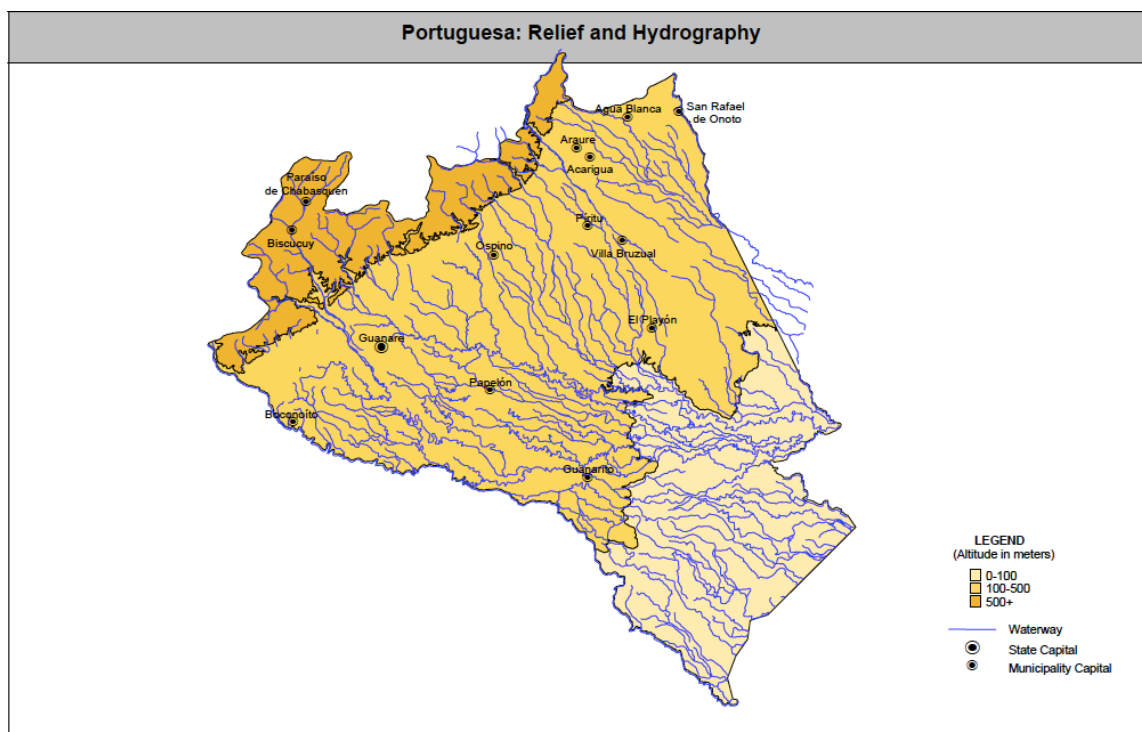 Portuguesa: Relief and Hydrography
Agua Blanca
San Rafael
de Onoto
Araure
Acarigua
Paraiso
de Chabasquen
Biscucuy
Píritu
Villa Bruzual
Ospino
El Playón
Guanare
Papelón
Boconoito
Guanarito
LEGEND
(Altitude in meters)
0-100
100-500
500+
Waterway
State Capital
Municipality Capital